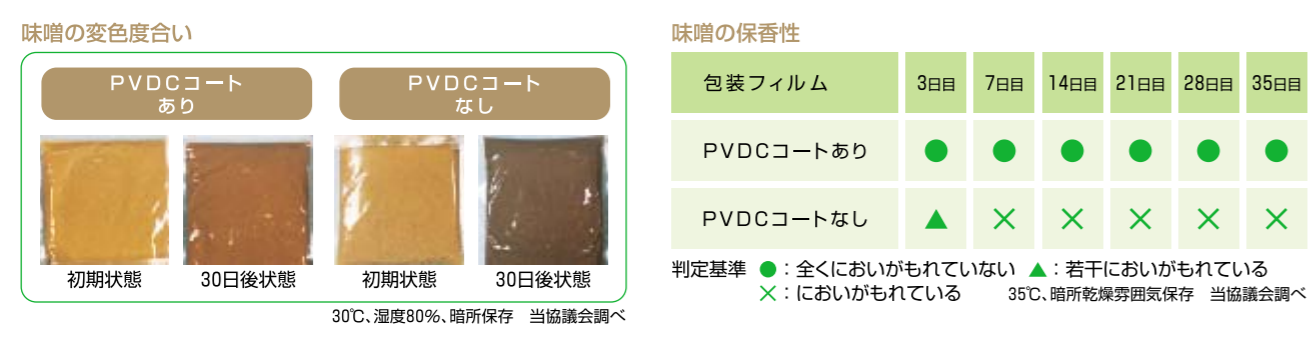 味噌の変色度合い
PVDCコート
あり
PVDCコート
なし
初期状態
30日後状態
初期状態
30日後状態
30℃、湿度80%、暗所保存 当協議会調べ
味噌の保香性
包装フィルム 3日目 7日目 14日目 21日目 28日目 35日目
PVDCコートあり ● ● ● ● ● ●
PVDCコートなし ▲ × × × × ×
判定基準 ●：全くにおいがもれていない ▲：若干においがもれている
×：においがもれている 35℃、暗所乾燥雰囲気保存 当協議会調べ